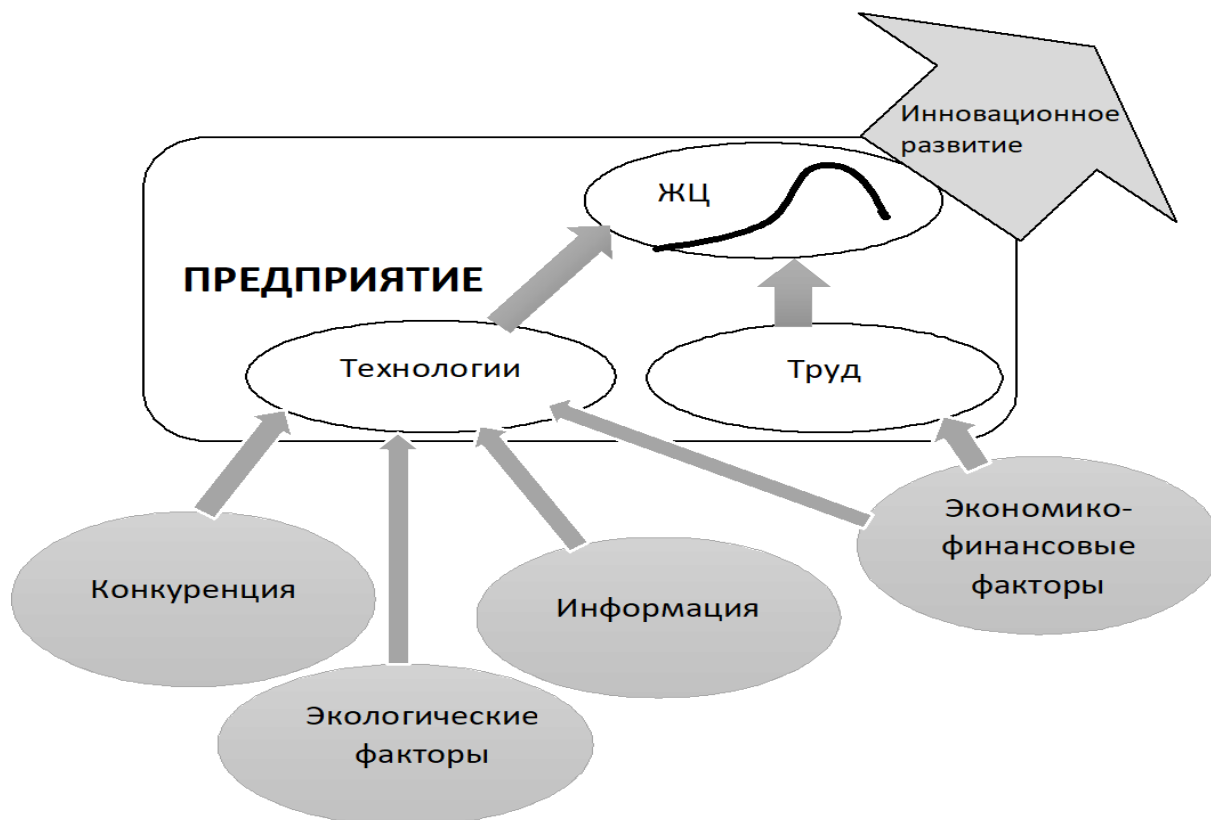 Инновационное
развитие
ЖЦ
ПРЕДПРИЯТИЕ
Технологии
Труд
Экономико-
финансовые
факторы
Конкуренция
Информация
Экологические
факторы